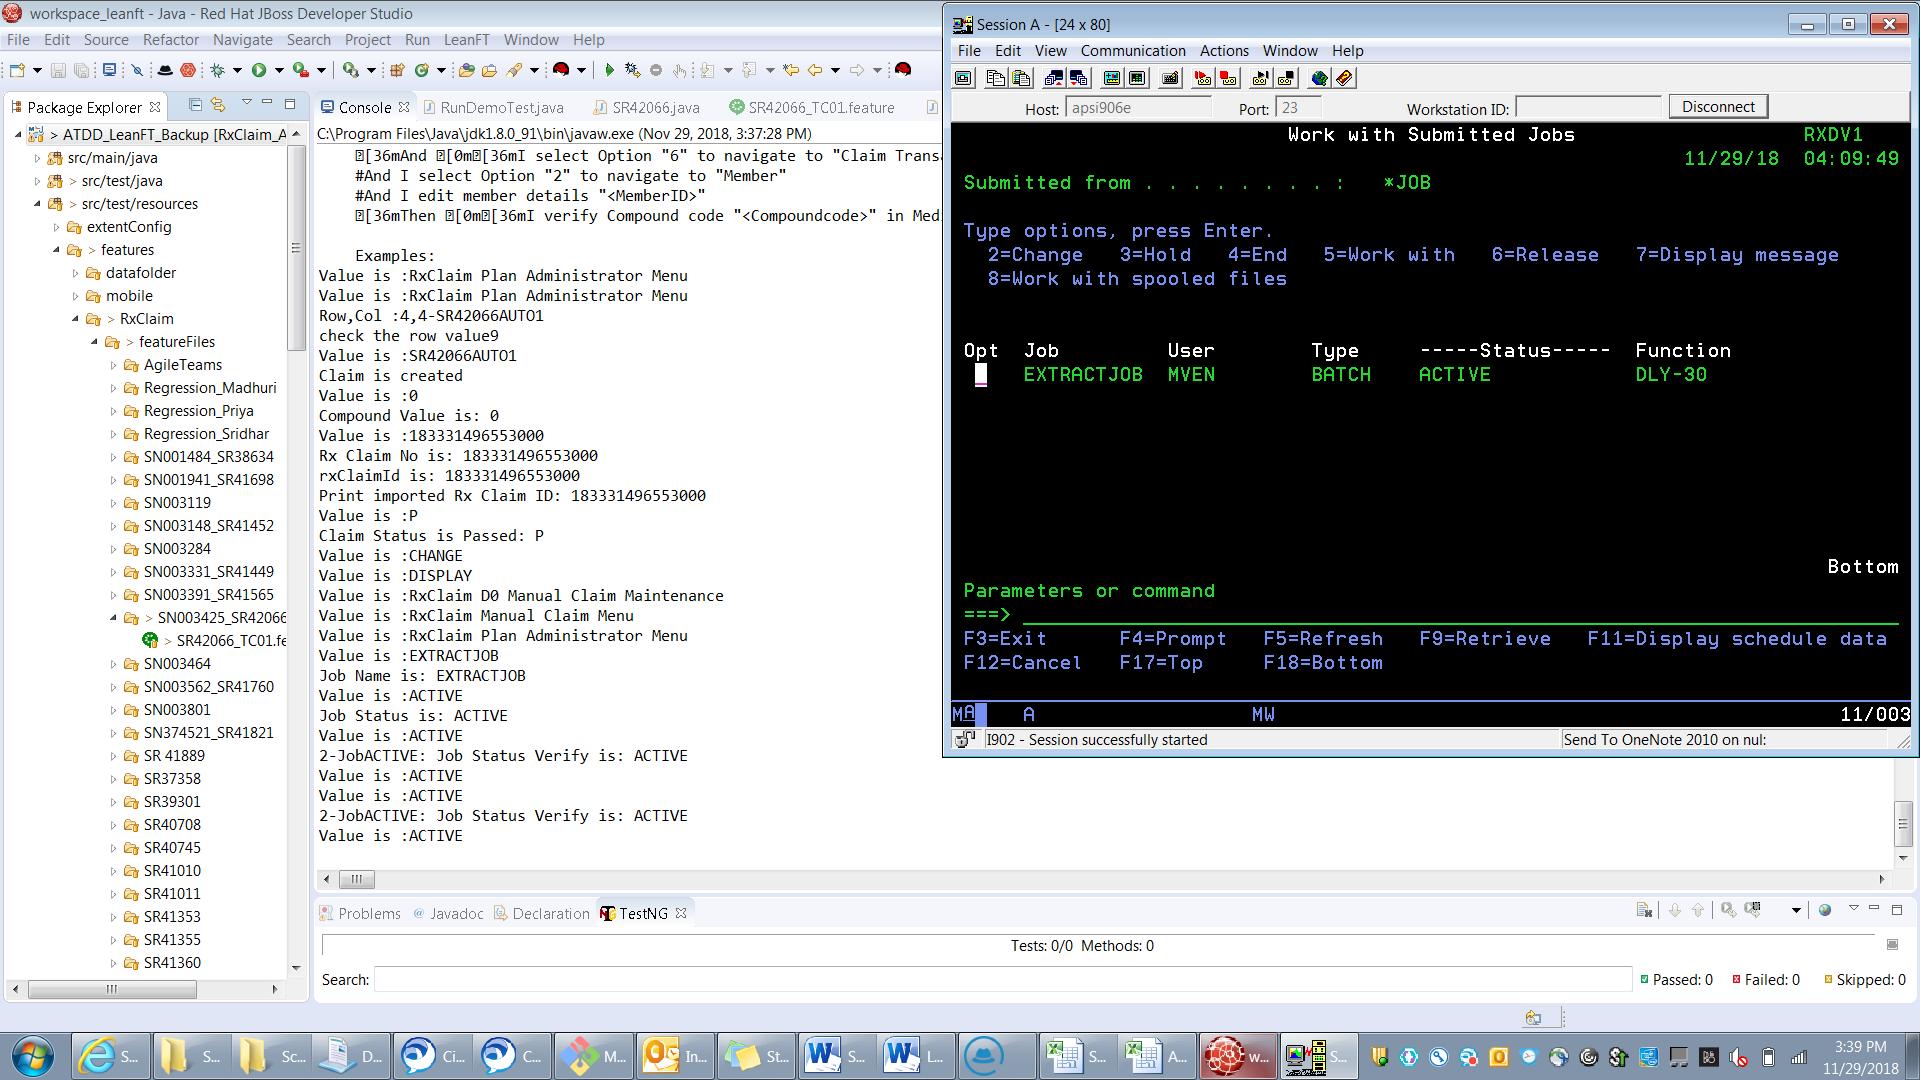 workspace_leanft - Java - Red Hat JBoss Developer Studio
File Edit Source Refactor Navigate Search Project Run LeanFT Window Help
Package Explorer
> ATDD_LeanFT_Backup [RxClaim_A
src/main/java
> src/test/java
> src/test/resources
extentConfig
> features
datafolder
mobile
> RxClaim
> featureFiles
AgileTeams
Regression_Madhuri
Regression_Priya
Regression_Sridhar
SN001484_SR38634
SN001941_SR41698
SN003119
SN003148_SR41452
SN003284
SN003331_SR41449
SN003391_SR41565
> SN003425_SR42066
> SR42066_TC01.fe
SN003464
SN003562_SR41760
SN003801
SN374521_SR41821
SR 41889
SR37358
SR39301
SR40708
SR40745
SR41010
SR41011
SR41353
SR41355
SR41360
Console RunDemoTest.java SR42066.java SR42066_TC01.feature
C:\Program Files\Java\jdk1.8.0_91\bin\javaw.exe (Nov 29, 2018, 3:37:28 PM)
[36mAnd [0m[36mI select Option "6" to navigate to "Claim Transa
#And I select Option "2" to navigate to "Member"
#And I edit member details "<MemberID>"
[36mThen [0m[36mI verify Compound code "<Compoundcode>" in Med
Examples:
Value is :RxClaim Plan Administrator Menu
Value is :RxClaim Plan Administrator Menu
Row,Col :4,4-SR42066AUTO1
check the row value9
Value is :SR42066AUTO1
Claim is created
Value is :0
Compound Value is: 0
Value is :183331496553000
Rx Claim No is: 183331496553000
rxClaimId is: 183331496553000
Print imported Rx Claim ID: 183331496553000
Value is :P
Claim Status is Passed: P
Value is :CHANGE
Value is :DISPLAY
Value is :RxClaim D0 Manual Claim Maintenance
Value is :RxClaim Manual Claim Menu
Value is :RxClaim Plan Administrator Menu
Value is :EXTRACTJOB
Job Name is: EXTRACTJOB
Value is :ACTIVE
Job Status is: ACTIVE
Value is :ACTIVE
2-JobACTIVE: Job Status Verify is: ACTIVE
Value is :ACTIVE
Value is :ACTIVE
2-JobACTIVE: Job Status Verify is: ACTIVE
Value is :ACTIVE
Problems Javadoc Declaration TestNG
Tests: 0/0 Methods: 0
Search: Passed: 0 Failed: 0 Skipped: 0
Session A - [24 x 80]
File Edit View Communication Actions Window Help
Host: apsi906e Port: 23 Workstation ID: Disconnect
Work with Submitted Jobs RXDV1
11/29/18 04:09:49
Submitted from . . . . . . . . : *JOB
Type options, press Enter.
2=Change 3=Hold 4=End 5=Work with 6=Release 7=Display message
8=Work with spooled files
Opt Job User Type -----Status----- Function
EXTRACTJOB MVEN BATCH ACTIVE DLY-30
Bottom
Parameters or command
===>
F3=Exit F4=Prompt F5=Refresh F9=Retrieve F11=Display schedule data
F12=Cancel F17=Top F18=Bottom
MA A MW 11/003
I902 - Session successfully started Send To OneNote 2010 on nul:
S... S... Sc... D... Ci... C... M... In... St... S... L... S... A... w... S...
3:39 PM
11/29/2018